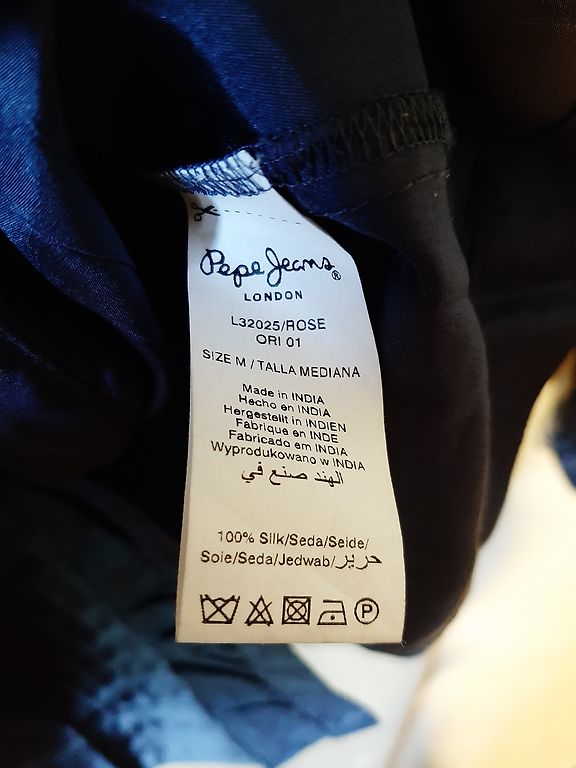 Pepe Jeans®
LONDON
L32025/ROSE
ORI 01
SIZE M / TALLA MEDIANA
Made in INDIA
Hecho en INDIA
Hergestellt in INDIEN
Fabrique en INDE
Fabricado em INDIA
Wyprodukowano w INDIA
الهند صنع في
100% Silk/Seda/Seide/
Soie/Seda/Jedwab/حرير
P